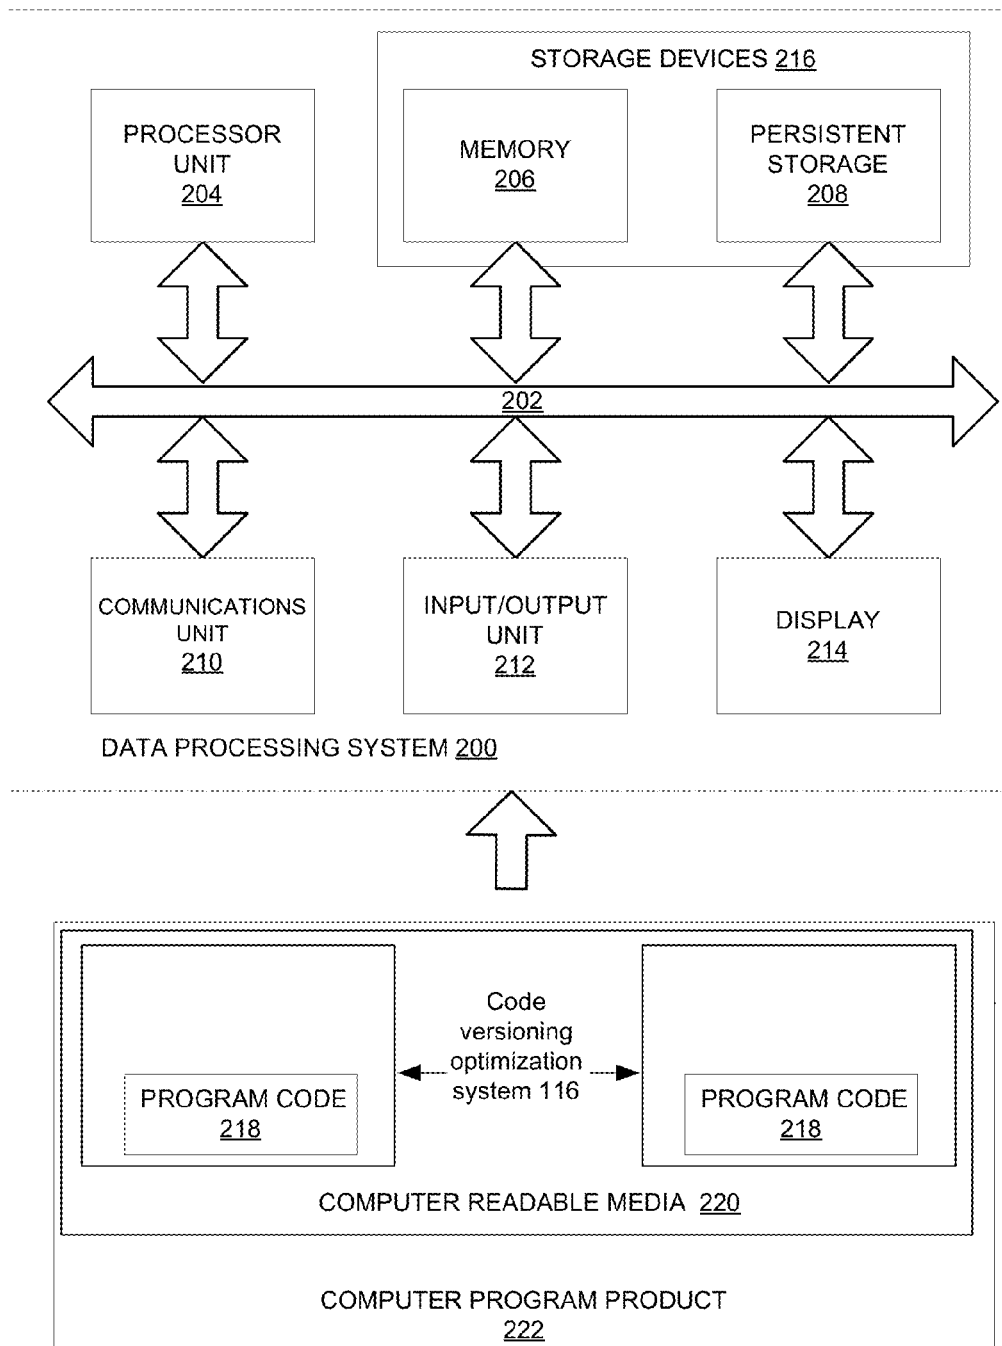 STORAGE DEVICES 216
PROCESSOR
UNIT
204
MEMORY
206
PERSISTENT
STORAGE
208
202
COMMUNICATIONS
UNIT
210
INPUT/OUTPUT
UNIT
212
DISPLAY
214
DATA PROCESSING SYSTEM 200
Code
versioning
optimization
system 116
PROGRAM CODE
218
PROGRAM CODE
218
COMPUTER READABLE MEDIA 220
COMPUTER PROGRAM PRODUCT
222